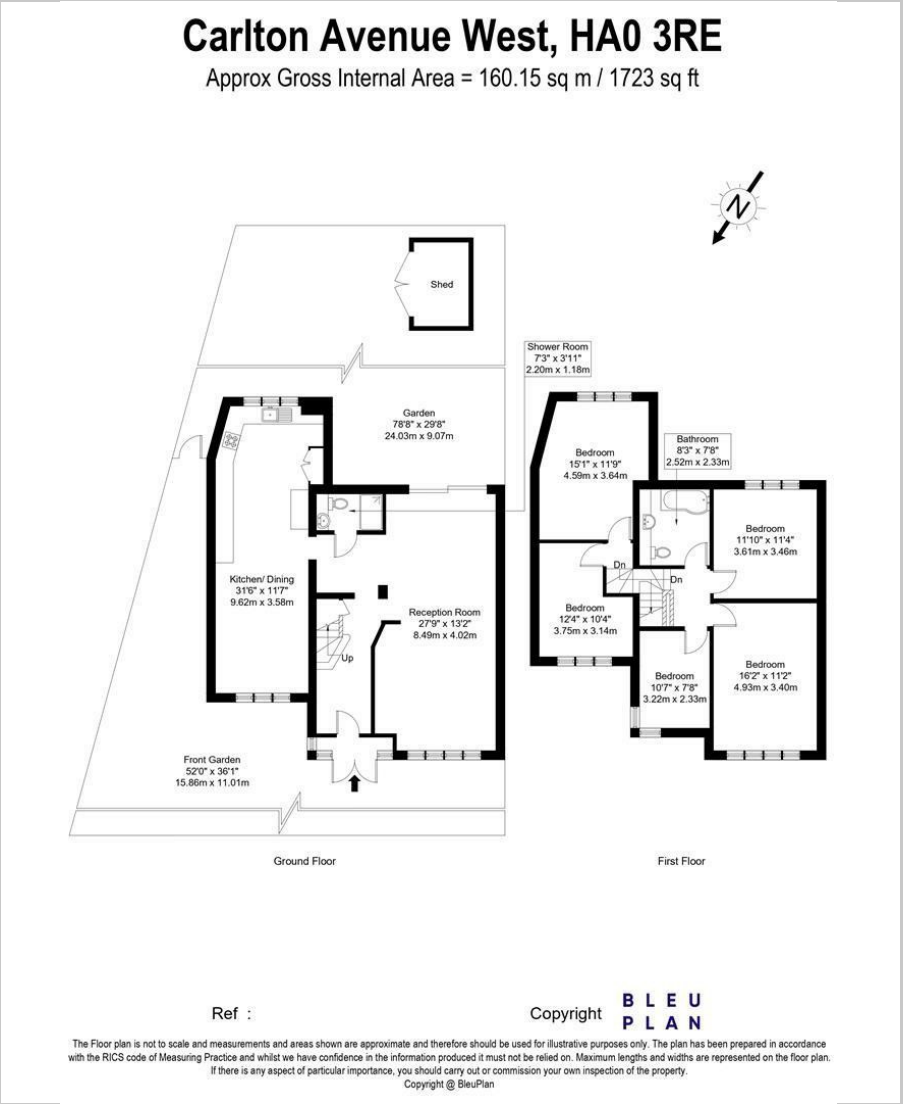 Carlton Avenue West, HA0 3RE
Approx Gross Internal Area = 160.15 sq m / 1723 sq ft
N
Shed
Shower Room
7'3" x 3'11"
2.20m x 1.18m
Garden
78'8" x 29'8"
24.03m x 9.07m
Kitchen/ Dining
31'6" x 11'7"
9.62m x 3.58m
Reception Room
27'9" x 13'2"
8.49m x 4.02m
Up
Front Garden
52'0" x 36'1"
15.86m x 11.01m
Ground Floor
Bedroom
15'1" x 11'9"
4.59m x 3.64m
Bathroom
8'3" x 7'8"
2.52m x 2.33m
Bedroom
11'10" x 11'4"
3.61m x 3.46m
Dn
Dn
Bedroom
12'4" x 10'4"
3.75m x 3.14m
Bedroom
10'7" x 7'8"
3.22m x 2.33m
Bedroom
16'2" x 11'2"
4.93m x 3.40m
First Floor
Ref :
Copyright
BLEU
PLAN
The Floor plan is not to scale and measurements and areas shown are approximate and therefore should be used for illustrative purposes only. The plan has been prepared in accordance
with the RICS code of Measuring Practice and whilst we have confidence in the information produced it must not be relied on. Maximum lengths and widths are represented on the floor plan.
If there is any aspect of particular importance, you should carry out or commission your own inspection of the property.
Copyright @ BleuPlan